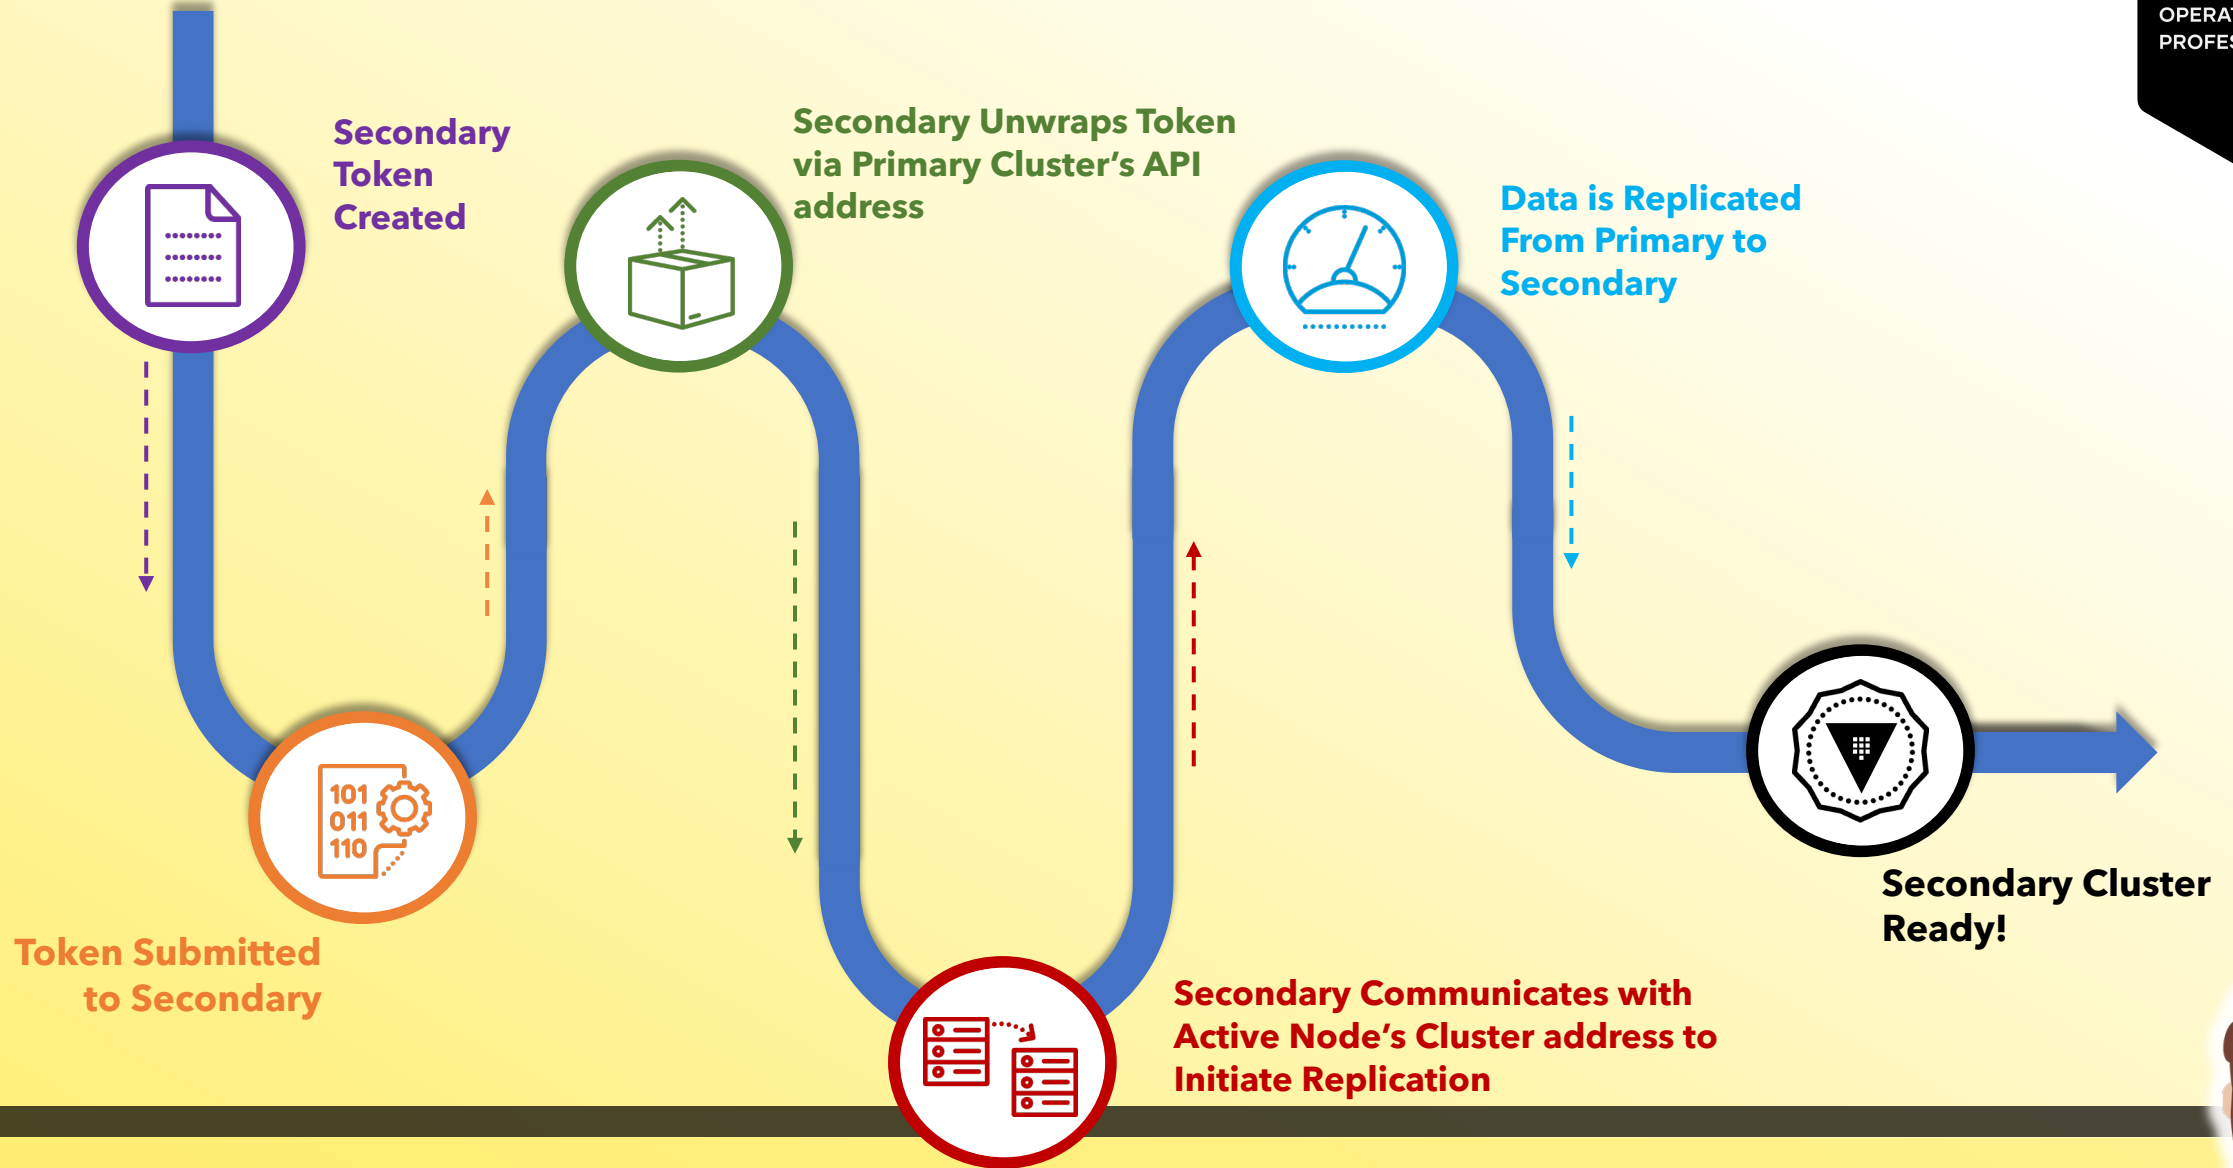 OPERAT
PROFES
Secondary
Token
Created
Secondary Unwraps Token
via Primary Cluster’s API
address
Data is Replicated
From Primary to
Secondary
101
011
110
Token Submitted
to Secondary
Secondary Communicates with
Active Node’s Cluster address to
Initiate Replication
Secondary Cluster
Ready!